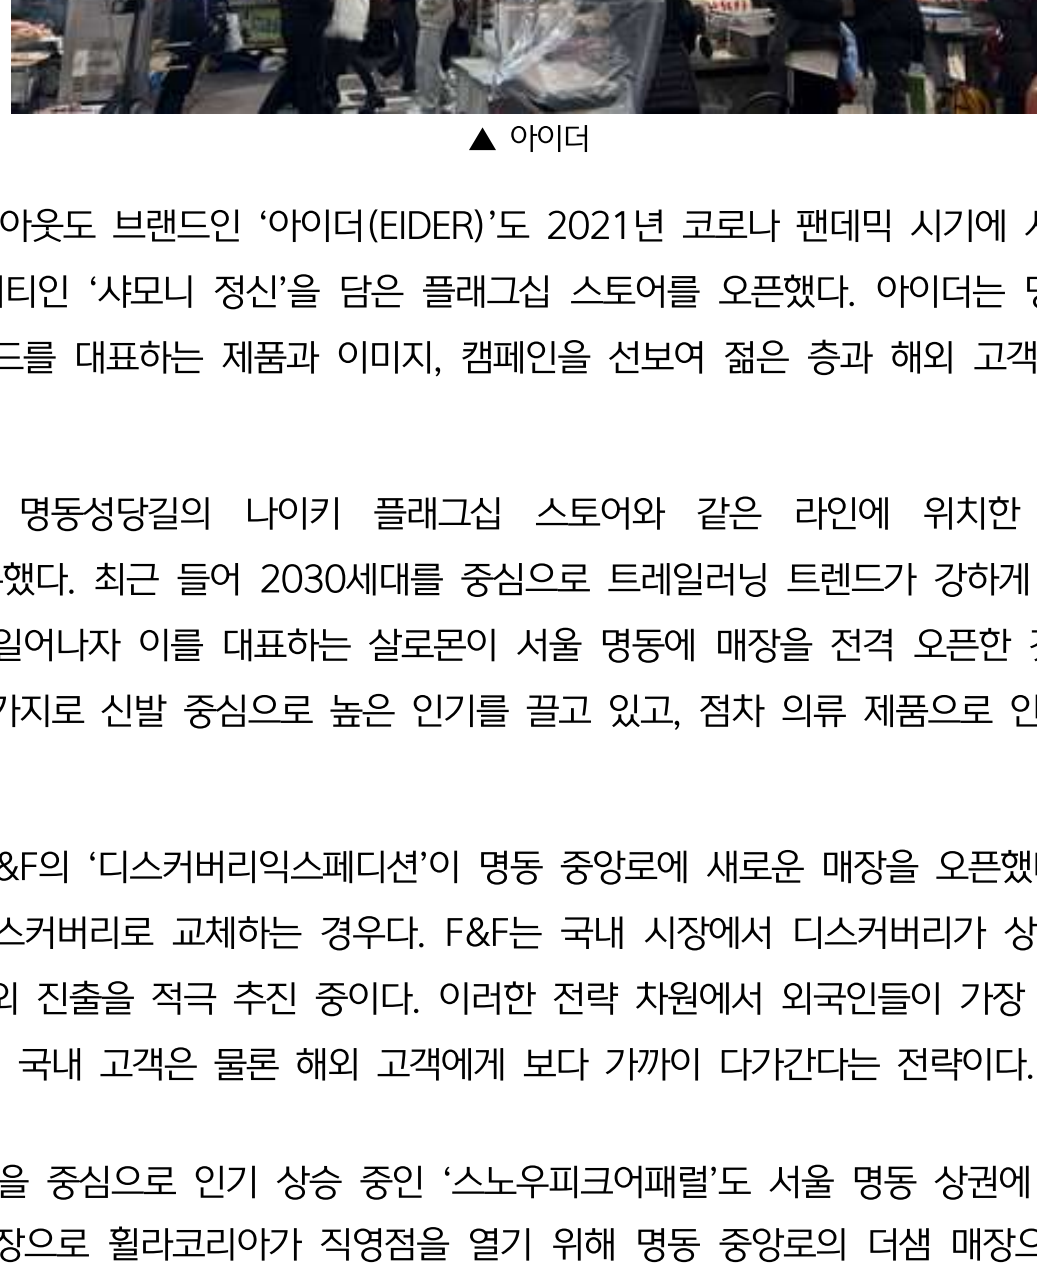 ▲ 아이더
아웃도 브랜드인 ‘아이더(EIDER)’도 2021년 코로나 팬데믹 시기에
티인 ‘샤모니 정신’을 담은 플래그십 스토어를 오픈했다. 아이더는
드를 대표하는 제품과 이미지, 캠페인을 선보여 젊은 층과 해외 고객
명동성당길의 나이키 플래그십 스토어와 같은 라인에 위치한
했다. 최근 들어 2030세대를 중심으로 트레일러닝 트렌드가 강하게
일어나자 이를 대표하는 살로몬이 서울 명동에 매장을 전격 오픈한
가지로 신발 중심으로 높은 인기를 끌고 있고, 점차 의류 제품으로 인
&F의 ‘디스커버리익스페디션’이 명동 중앙로에 새로운 매장을 오픈했
스커버리로 교체하는 경우다. F&F는 국내 시장에서 디스커버리가 상
외 진출을 적극 추진 중이다. 이러한 전략 차원에서 외국인들이 가장
국내 고객은 물론 해외 고객에게 보다 가까이 다가간다는 전략이다.
을 중심으로 인기 상승 중인 ‘스노우피크어패럴’도 서울 명동 상권에
장으로 휠라코리아가 직영점을 열기 위해 명동 중앙로의 더샘 매장으